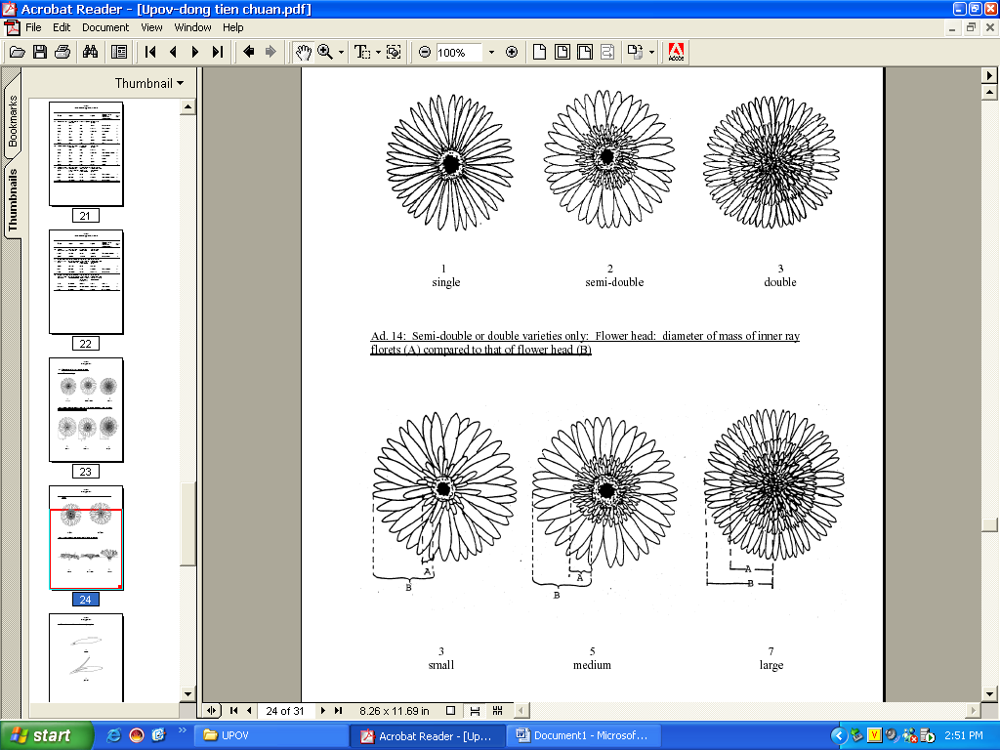 Acrobat Reader - [Upov-dong tien chuan.pdf]
File Edit Document View Window Help
100%
Adobe
Bookmarks
Thumbnails
Thumbnail
21
22
23
24
1
single
2
semi-double
3
double
Ad. 14: Semi-double or double varieties only: Flower head: diameter of mass of inner ray
florets (A) compared to that of flower head (B)
A
B
A
B
A
B
3
small
5
medium
7
large
24 of 31
8.26 x 11.69 in
start
UPOV
Acrobat Reader - [Up...
Document1 - Microsof...
2:51 PM